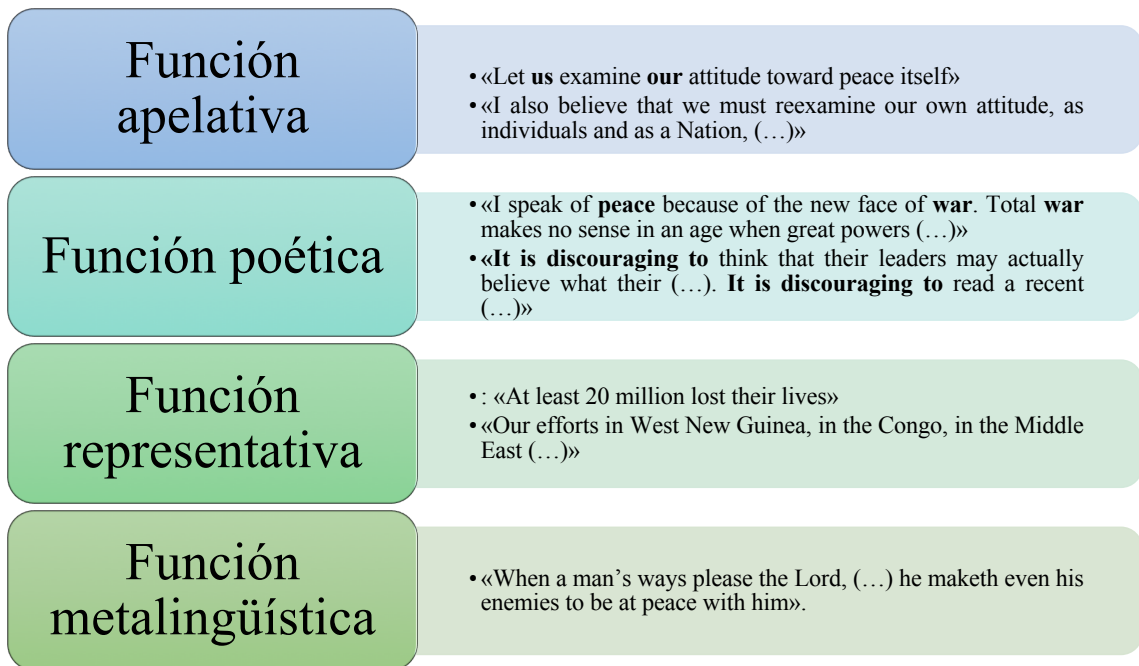 Función
apelativa
• «Let us examine our attitude toward peace itself»
• «I also believe that we must reexamine our own attitude, as
individuals and as a Nation, (…)»
Función poética
• «I speak of peace because of the new face of war. Total war
makes no sense in an age when great powers (…)»
• «It is discouraging to think that their leaders may actually
believe what their (…). It is discouraging to read a recent
(…)»
Función
representativa
• : «At least 20 million lost their lives»
• «Our efforts in West New Guinea, in the Congo, in the Middle
East (…)»
Función
metalingüística
• «When a man’s ways please the Lord, (…) he maketh even his
enemies to be at peace with him».